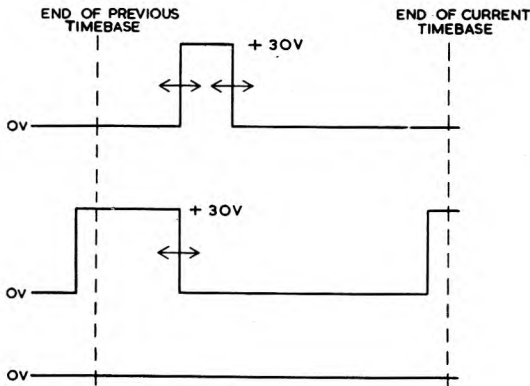 END OF PREVIOUS
TIMEBASE
END OF CURRENT
TIMEBASE
+ 30V
OV
+ 30V
OV
OV